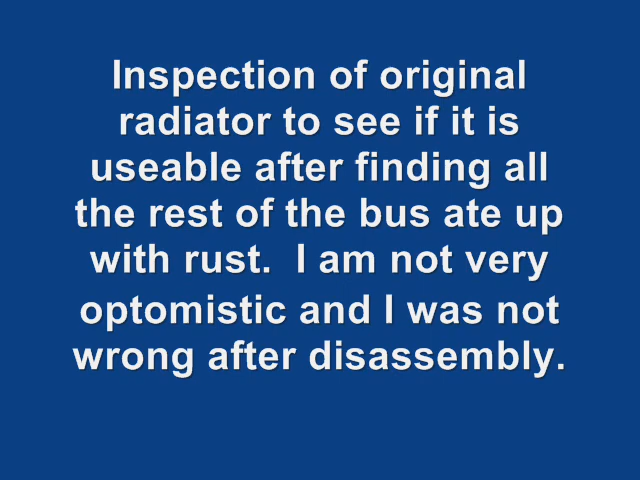 Inspection of original
radiator to see if it is
useable after finding all
the rest of the bus ate up
with rust.  I am not very
optomistic and I was not
wrong after disassembly.